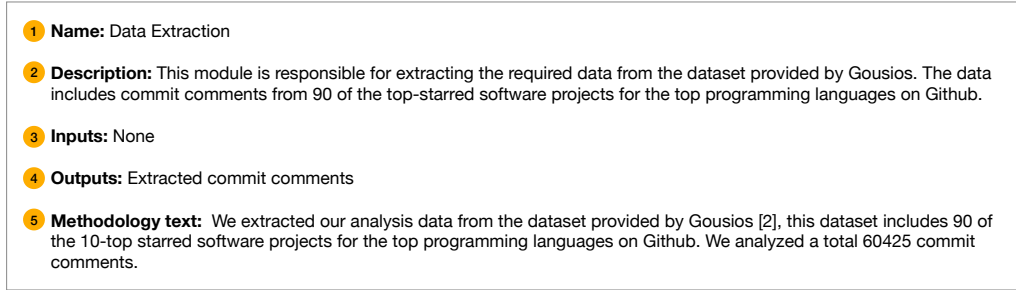 1 Name: Data Extraction
2 Description: This module is responsible for extracting the required data from the dataset provided by Gousios. The data
includes commit comments from 90 of the top-starred software projects for the top programming languages on Github.
3 Inputs: None
4 Outputs: Extracted commit comments
5 Methodology text: We extracted our analysis data from the dataset provided by Gousios [2], this dataset includes 90 of
the 10-top starred software projects for the top programming languages on Github. We analyzed a total 60425 commit
comments.